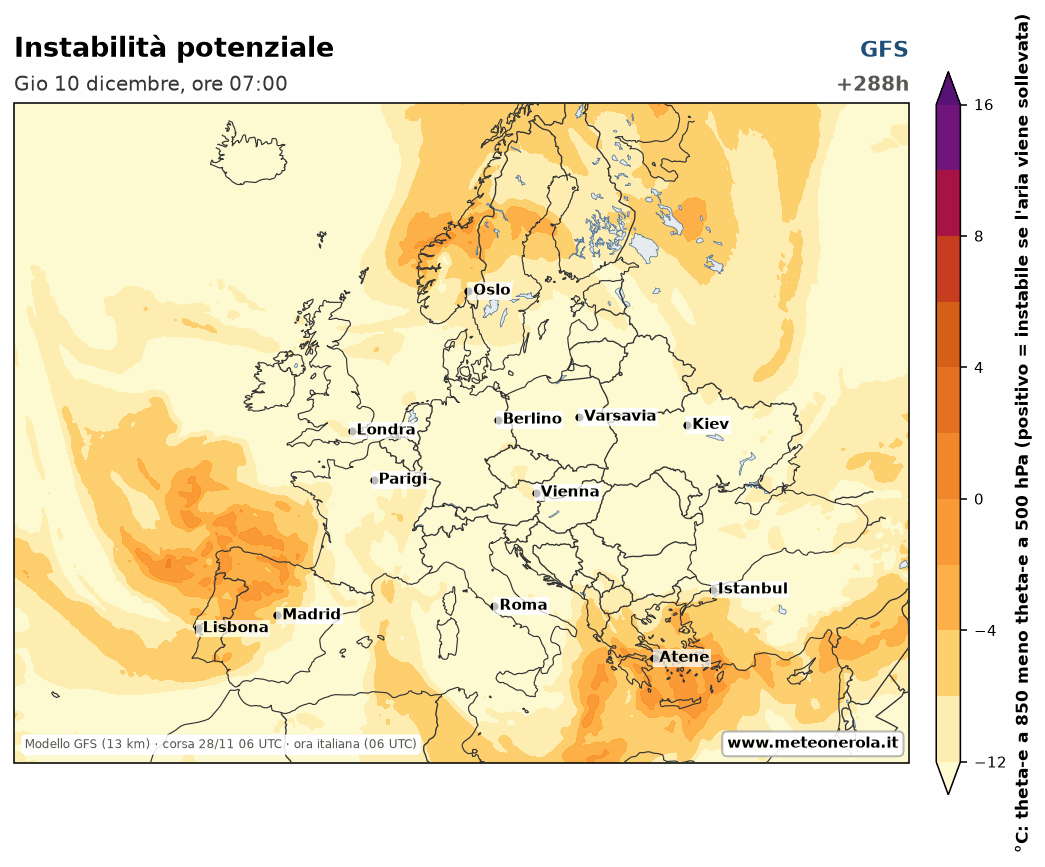 Instabilità potenziale
GFS
Gio 10 dicembre, ore 07:00
+288h
Oslo
Berlino
Varsavia
Kiev
Londra
Parigi
Vienna
Istanbul
Roma
Madrid
Lisbona
Atene
Modello GFS (13 km) · corsa 28/11 06 UTC · ora italiana (06 UTC)
www.meteonerola.it
16
8
4
0
−4
−12
°C: theta-e a 850 meno theta-e a 500 hPa (positivo = instabile se l'aria viene sollevata)